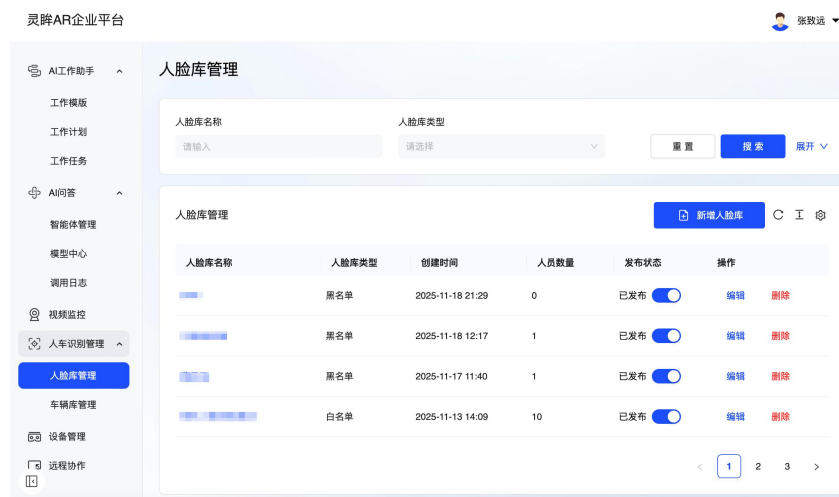 灵眸AR企业平台
张致远
AI工作助手
工作模版
工作计划
工作任务
AI问答
智能体管理
模型中心
调用日志
视频监控
人车识别管理
人脸库管理
车辆库管理
设备管理
远程协作
人脸库管理
人脸库名称 人脸库类型
请输入 请选择 重置 搜索 展开
人脸库管理 新增人脸库
人脸库名称 人脸库类型 创建时间 人员数量 发布状态 操作
黑名单 2025-11-18 21:29 0 已发布 编辑 删除
黑名单 2025-11-18 12:17 1 已发布 编辑 删除
黑名单 2025-11-17 11:40 1 已发布 编辑 删除
白名单 2025-11-13 14:09 10 已发布 编辑 删除
1 2 3